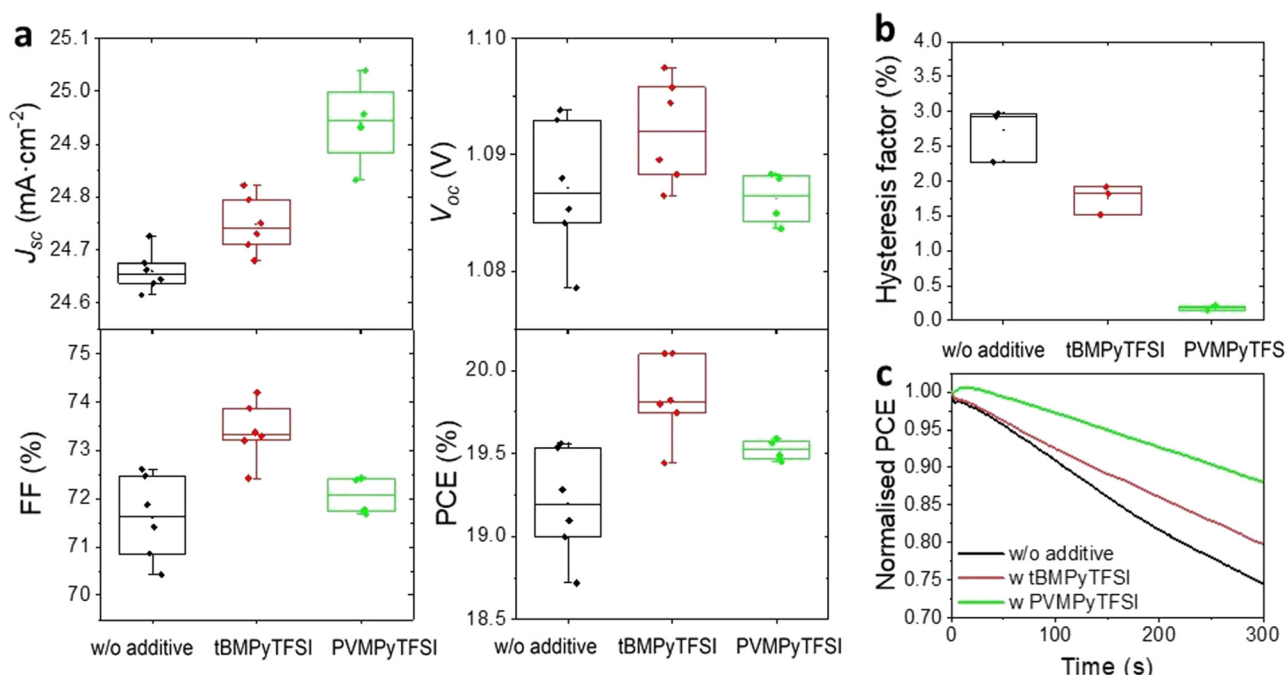 a
25.1
25.0
24.9
24.8
24.7
24.6
Jsc (mA·cm⁻²)
1.10
1.09
1.08
Voc (V)
75
74
73
72
71
70
FF (%)
w/o additive tBMPyTFSI PVMPyTFSI
20.0
19.5
19.0
18.5
PCE (%)
w/o additive tBMPyTFSI PVMPyTFSI
b
4.0
3.5
3.0
2.5
2.0
1.5
1.0
0.5
0.0
Hysteresis factor (%)
w/o additive tBMPyTFSI PVMPyTFS
c
1.00
0.95
0.90
0.85
0.80
0.75
0.70
Normalised PCE
w/o additive
w tBMPyTFSI
w PVMPyTFSI
0 100 200 300
Time (s)